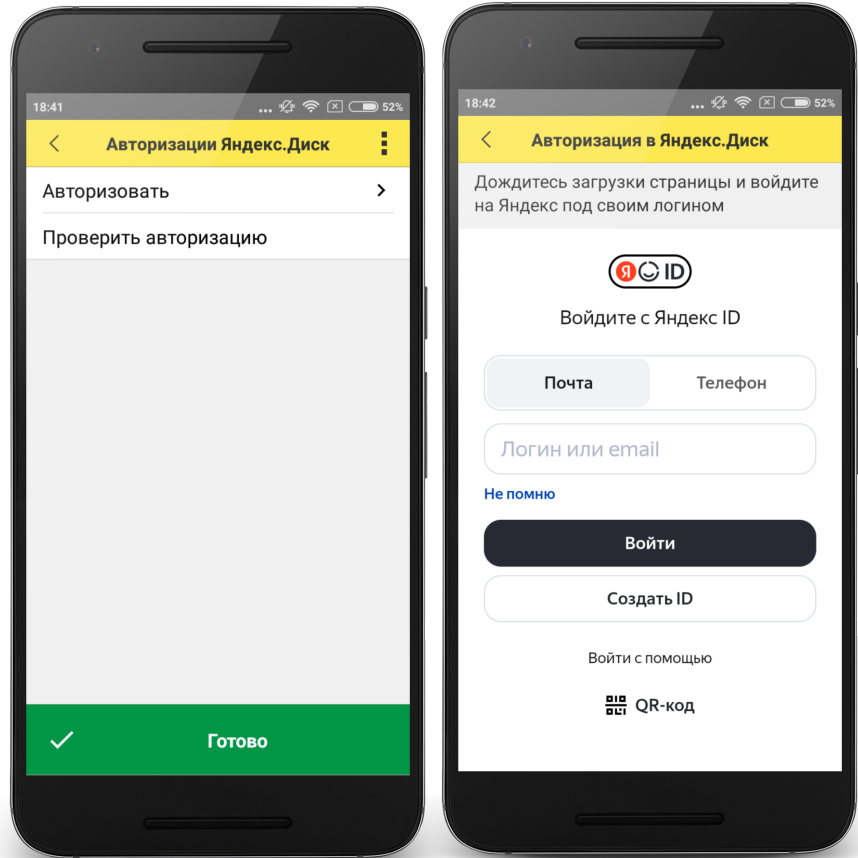 18:41
... 52%
Авторизации Яндекс.Диск
Авторизовать
Проверить авторизацию
Готово
18:42
... 52%
Авторизация в Яндекс.Диск
Дождитесь загрузки страницы и войдите
на Яндекс под своим логином
Я ID
Войдите с Яндекс ID
Почта Телефон
Логин или email
Не помню
Войти
Создать ID
Войти с помощью
QR-код